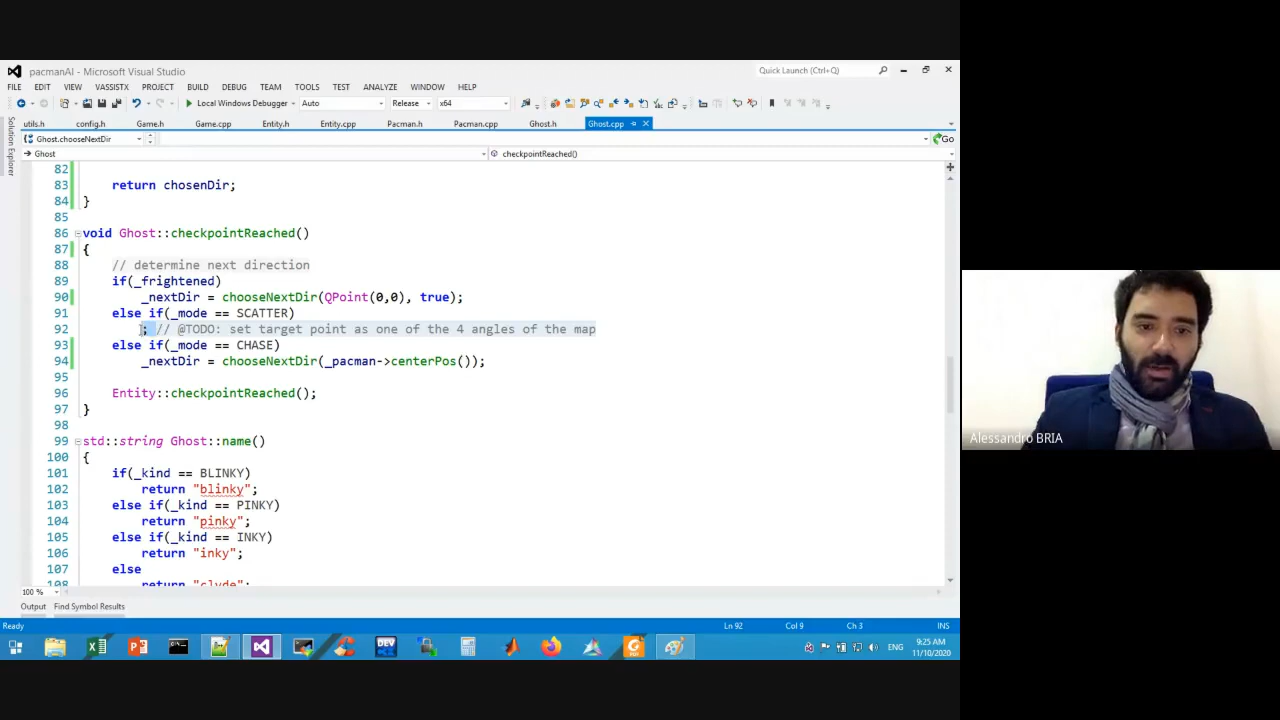 pacmanAI - Microsoft Visual Studio
Quick Launch (Ctrl+Q)
FILE EDIT VIEW VASSISTX PROJECT BUILD DEBUG TEAM TOOLS TEST ANALYZE WINDOW HELP
Local Windows Debugger Auto Release x64
utils.h config.h Game.h Game.cpp Entity.h Entity.cpp Pacman.h Pacman.cpp Ghost.h Ghost.cpp
Ghost.chooseNextDir Go
Ghost checkpointReached()
Solution Explorer
82
83 return chosenDir;
84 }
85
86 void Ghost::checkpointReached()
87 {
88 // determine next direction
89 if(_frightened)
90 _nextDir = chooseNextDir(QPoint(0,0), true);
91 else if(_mode == SCATTER)
92 ; // @TODO: set target point as one of the 4 angles of the map
93 else if(_mode == CHASE)
94 _nextDir = chooseNextDir(_pacman->centerPos());
95
96 Entity::checkpointReached();
97 }
98
99 std::string Ghost::name()
100 {
101 if(_kind == BLINKY)
102 return "blinky";
103 else if(_kind == PINKY)
104 return "pinky";
105 else if(_kind == INKY)
106 return "inky";
107 else
108 return "clyde";
100 %
Output Find Symbol Results
Ready Ln 92 Col 9 Ch 3 INS
DEV PDF ENG 9:25 AM
11/10/2020
Alessandro BRIA